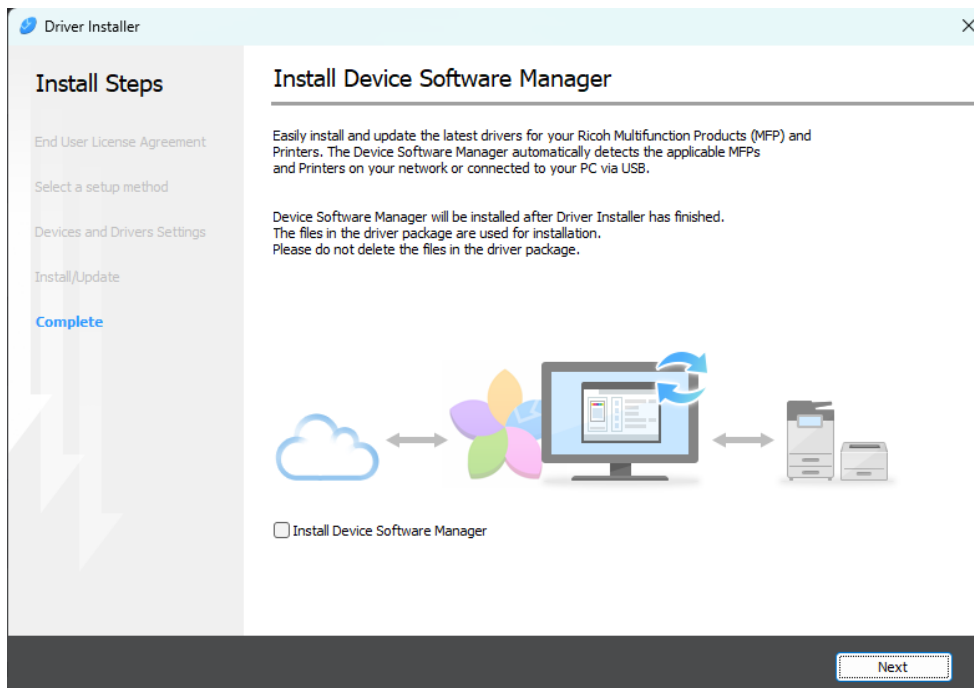 Driver Installer
Install Steps
End User License Agreement
Select a setup method
Devices and Drivers Settings
Install/Update
Complete
Install Device Software Manager
Easily install and update the latest drivers for your Ricoh Multifunction Products (MFP) and
Printers. The Device Software Manager automatically detects the applicable MFPs
and Printers on your network or connected to your PC via USB.
Device Software Manager will be installed after Driver Installer has finished.
The files in the driver package are used for installation.
Please do not delete the files in the driver package.
Install Device Software Manager
Next